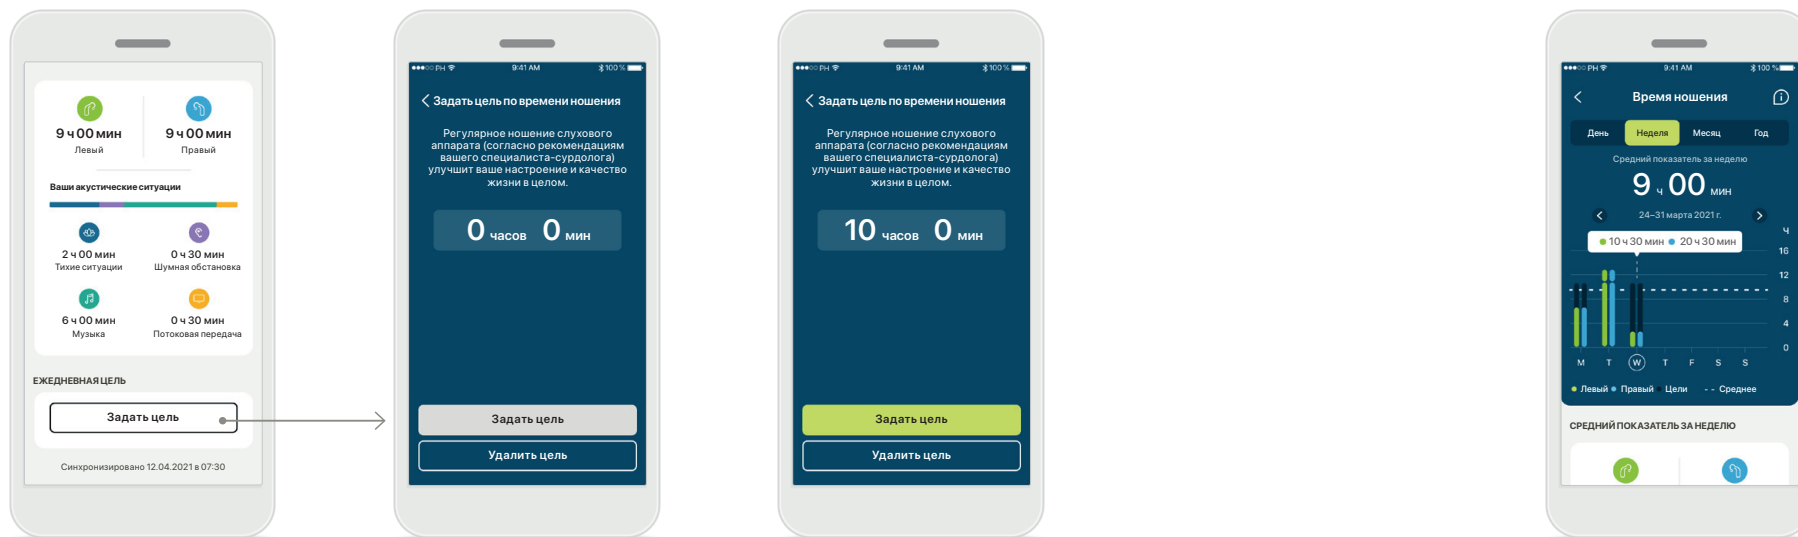 9 ч 00 мин
Левый
9 ч 00 мин
Правый
Ваши акустические ситуации
2 ч 00 мин
Тихие ситуации
0 ч 30 мин
Шумная обстановка
6 ч 00 мин
Музыка
0 ч 30 мин
Потоковая передача
ЕЖЕДНЕВНАЯ ЦЕЛЬ
Задать цель
Синхронизировано 12.04.2021 в 07:30
PH 9:41 AM 100 %
Задать цель по времени ношения
Регулярное ношение слухового
аппарата (согласно рекомендациям
вашего специалиста-сурдолога)
улучшит ваше настроение и качество
жизни в целом.
0 часов 0 мин
Задать цель
Удалить цель
PH 9:41 AM 100 %
Задать цель по времени ношения
Регулярное ношение слухового
аппарата (согласно рекомендациям
вашего специалиста-сурдолога)
улучшит ваше настроение и качество
жизни в целом.
10 часов 0 мин
Задать цель
Удалить цель
PH 9:41 AM 100 %
Время ношения
День Неделя Месяц Год
Средний показатель за неделю
9 ч 00 мин
24–31 марта 2021 г.
ч
10 ч 30 мин 20 ч 30 мин
16
12
8
4
0
M T W T F S S
Левый Правый Цели - - Среднее
СРЕДНИЙ ПОКАЗАТЕЛЬ ЗА НЕДЕЛЮ